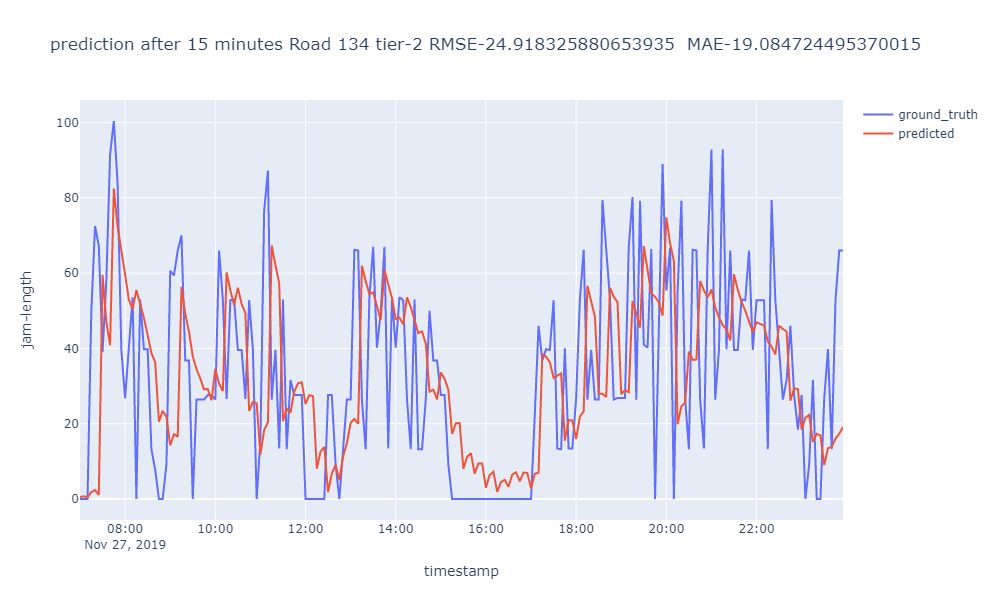 prediction after 15 minutes Road 134 tier-2 RMSE-24.918325880653935  MAE-19.084724495370015
ground_truth
predicted
100
80
60
40
20
0
jam-length
08:00 10:00 12:00 14:00 16:00 18:00 20:00 22:00
Nov 27, 2019
timestamp